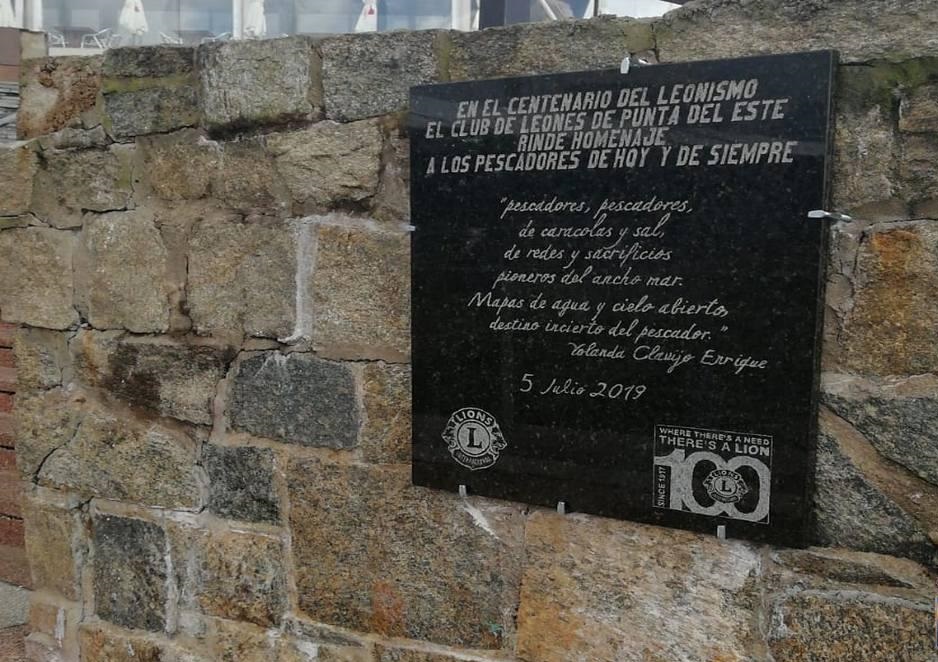 EN EL CENTENARIO DEL LEONISMO
EL CLUB DE LEONES DE PUNTA DEL ESTE
RINDE HOMENAJE
A LOS PESCADORES DE HOY Y DE SIEMPRE
"pescadores, pescadores,
de caracolas y sal,
de redes y sacrificios
pioneros del ancho mar.
Mapas de agua y cielo abierto,
destino incierto del pescador."
Yolanda Clavijo Enrique
5 Julio 2019
LIONS
L
INTERNATIONAL
WHERE THERE'S A NEED
THERE'S A LION
SINCE 1917
100
L